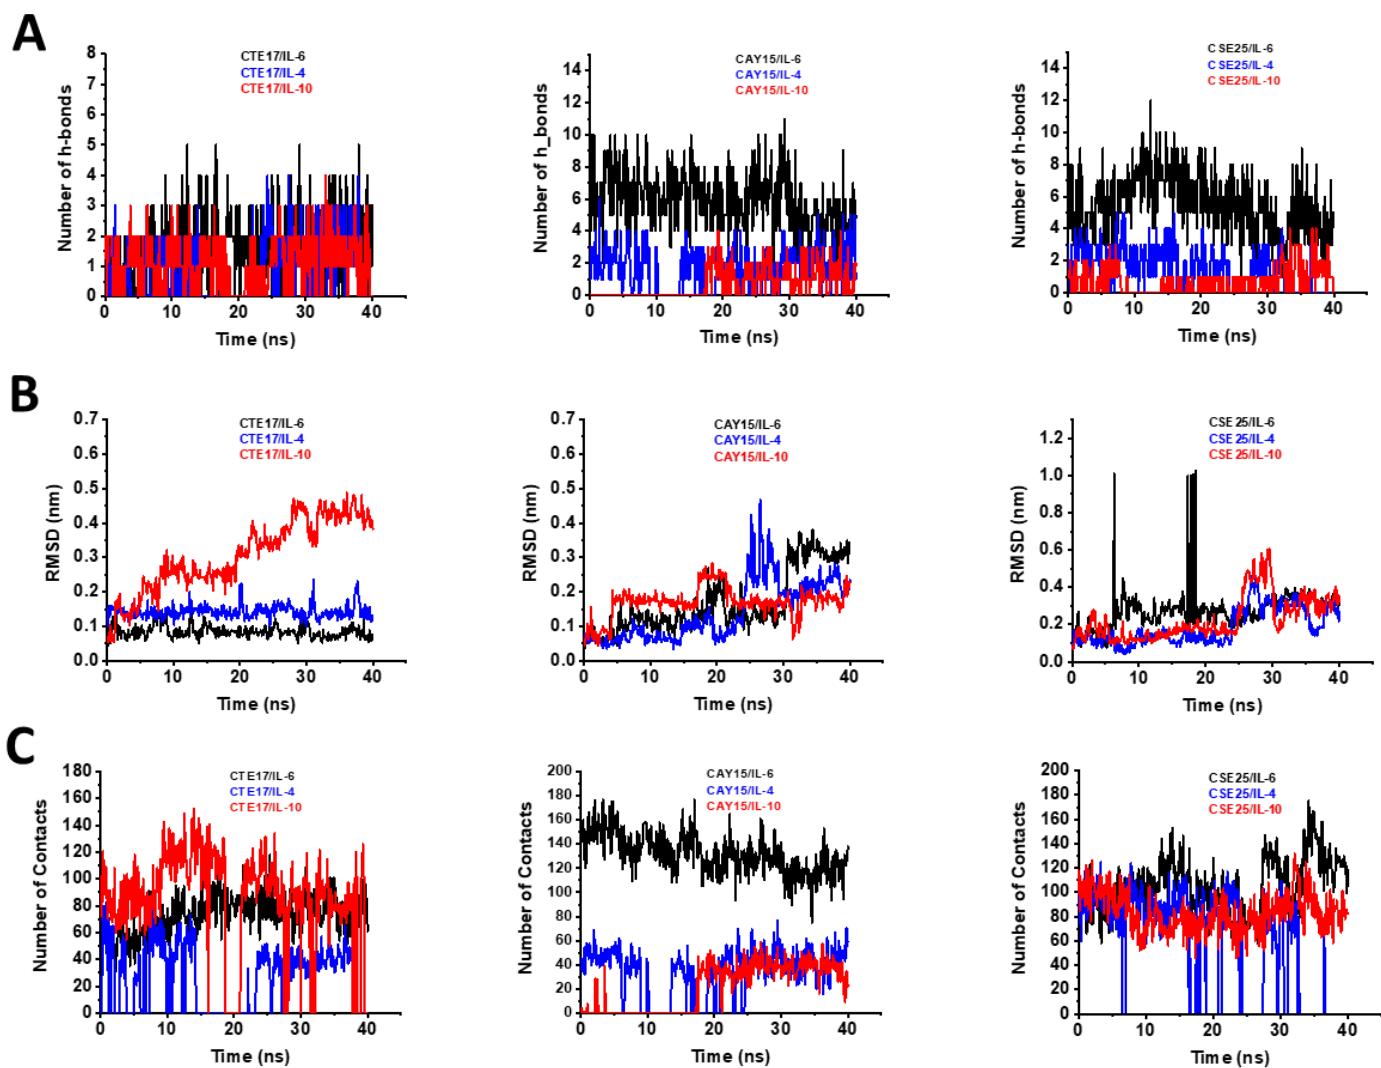 A
Number of h-bonds
8
7
6
5
4
3
2
1
0
CTE17/IL-6
CTE17/IL-4
CTE17/IL-10
0 10 20 30 40
Time (ns)
Number of h_bonds
14
12
10
8
6
4
2
0
CAY15/IL-6
CAY15/IL-4
CAY15/IL-10
0 10 20 30 40
Time (ns)
Number of h-bonds
14
12
10
8
6
4
2
0
CSE25/IL-6
CSE25/IL-4
CSE25/IL-10
0 10 20 30 40
Time (ns)
B
RMSD (nm)
0.7
0.6
0.5
0.4
0.3
0.2
0.1
0.0
CTE17/IL-6
CTE17/IL-4
CTE17/IL-10
0 10 20 30 40
Time (ns)
RMSD (nm)
0.7
0.6
0.5
0.4
0.3
0.2
0.1
0.0
CAY15/IL-6
CAY15/IL-4
CAY15/IL-10
0 10 20 30 40
Time (ns)
RMSD (nm)
1.2
1.0
0.8
0.6
0.4
0.2
0.0
CSE25/IL-6
CSE25/IL-4
CSE25/IL-10
0 10 20 30 40
Time (ns)
C
Number of Contacts
180
160
140
120
100
80
60
40
20
0
CTE17/IL-6
CTE17/IL-4
CTE17/IL-10
0 10 20 30 40
Time (ns)
Number of Contacts
200
180
160
140
120
100
80
60
40
20
0
CAY15/IL-6
CAY15/IL-4
CAY15/IL-10
0 10 20 30 40
Time (ns)
Number of Contacts
200
180
160
140
120
100
80
60
40
20
0
CSE25/IL-6
CSE25/IL-4
CSE25/IL-10
0 10 20 30 40
Time (ns)